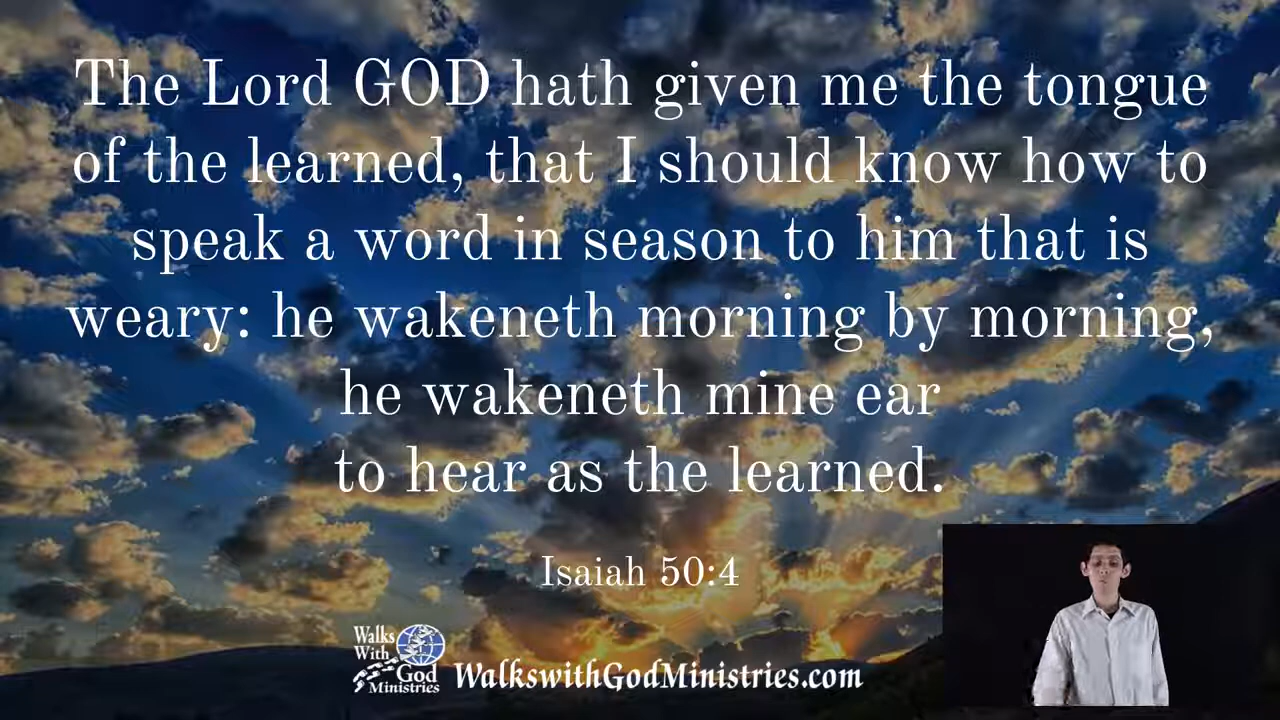 The Lord GOD hath given me the tongue
of the learned, that I should know how to
speak a word in season to him that is
weary: he wakeneth morning by morning,
he wakeneth mine ear
to hear as the learned.
Isaiah 50:4
Walks
With
God
Ministries
WalkswithGodMinistries.com